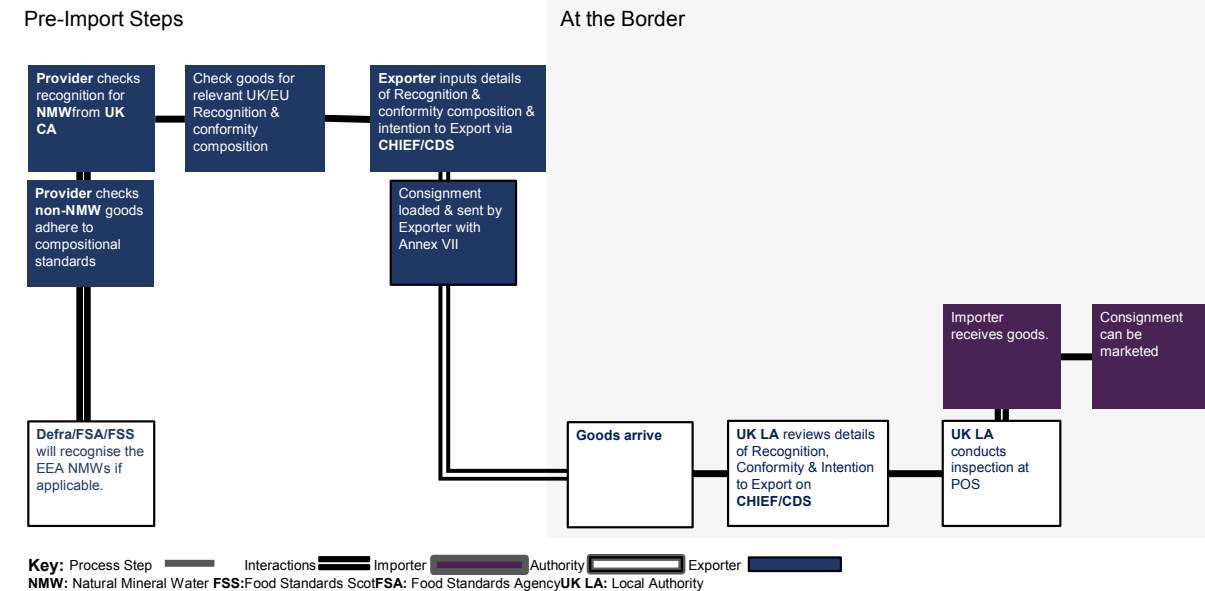 Pre-Import Steps
At the Border
Provider checks
recognition for
NMWfrom UK
CA
Check goods for
relevant UK/EU
Recognition &
conformity
composition
Exporter inputs details
of Recognition &
conformity composition &
intention to Export via
CHIEF/CDS
Provider checks
non-NMW goods
adhere to
compositional
standards
Consignment
loaded & sent by
Exporter with
Annex VII
Importer
receives goods.
Consignment
can be
marketed
Defra/FSA/FSS
will recognise the
EEA NMWs if
applicable.
Goods arrive
UK LA reviews details
of Recognition,
Conformity & Intention
to Export on
CHIEF/CDS
UK LA
conducts
inspection at
POS
Key: Process Step Interactions Importer Authority Exporter
NMW: Natural Mineral Water FSS:Food Standards ScotFSA: Food Standards AgencyUK LA: Local Authority